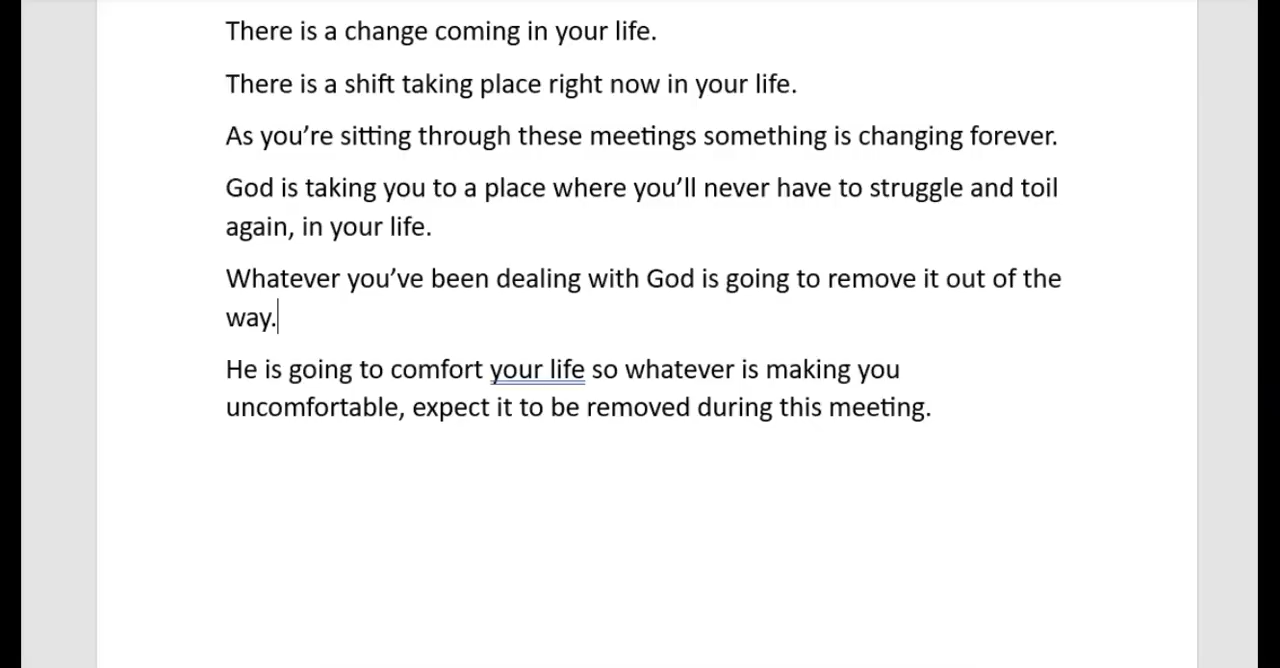 There is a change coming in your life.
There is a shift taking place right now in your life.
As you’re sitting through these meetings something is changing forever.
God is taking you to a place where you’ll never have to struggle and toil
again, in your life.
Whatever you’ve been dealing with God is going to remove it out of the
way.
He is going to comfort your life so whatever is making you
uncomfortable, expect it to be removed during this meeting.